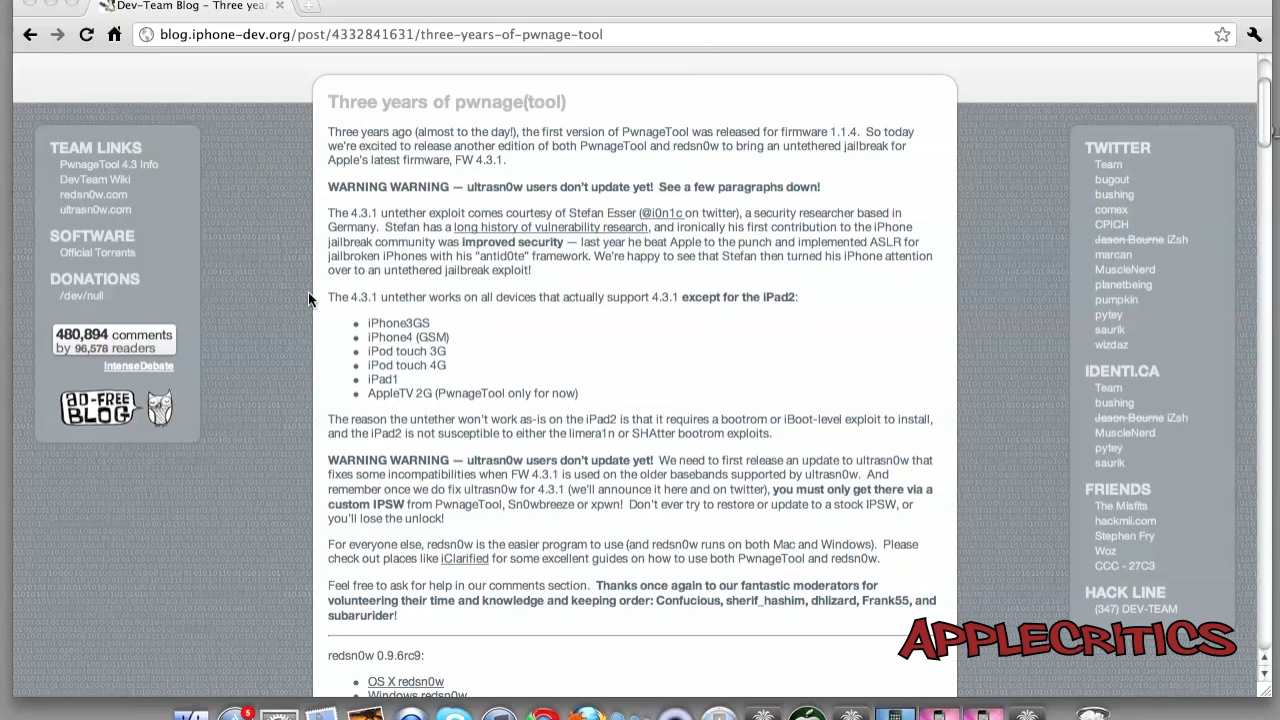 Dev-Team Blog - Three yea
blog.iphone-dev.org/post/4332841631/three-years-of-pwnage-tool
TEAM LINKS
PwnageTool 4.3 Info
DevTeam Wiki
redsn0w.com
ultrasn0w.com
SOFTWARE
Official Torrents
DONATIONS
/dev/null
480,894 comments
by 96,578 readers
IntenseDebate
AD-FREE
BLOG
Three years of pwnage(tool)
Three years ago (almost to the day!), the first version of PwnageTool was released for firmware 1.1.4.  So today
we're excited to release another edition of both PwnageTool and redsn0w to bring an untethered jailbreak for
Apple's latest firmware, FW 4.3.1.
WARNING WARNING — ultrasn0w users don't update yet!  See a few paragraphs down!
The 4.3.1 untether exploit comes courtesy of Stefan Esser (@i0n1c on twitter), a security researcher based in
Germany.  Stefan has a long history of vulnerability research, and ironically his first contribution to the iPhone
jailbreak community was improved security — last year he beat Apple to the punch and implemented ASLR for
jailbroken iPhones with his "antid0te" framework. We're happy to see that Stefan then turned his iPhone attention
over to an untethered jailbreak exploit!
The 4.3.1 untether works on all devices that actually support 4.3.1 except for the iPad2:
iPhone3GS
iPhone4 (GSM)
iPod touch 3G
iPod touch 4G
iPad1
AppleTV 2G (PwnageTool only for now)
The reason the untether won't work as-is on the iPad2 is that it requires a bootrom or iBoot-level exploit to install,
and the iPad2 is not susceptible to either the limera1n or SHAtter bootrom exploits.
WARNING WARNING — ultrasn0w users don't update yet!  We need to first release an update to ultrasn0w that
fixes some incompatibilities when FW 4.3.1 is used on the older basebands supported by ultrasn0w.  And
remember once we do fix ultrasn0w for 4.3.1 (we'll announce it here and on twitter), you must only get there via a
custom IPSW from PwnageTool, Sn0wbreeze or xpwn!  Don't ever try to restore or update to a stock IPSW, or
you'll lose the unlock!
For everyone else, redsn0w is the easier program to use (and redsn0w runs on both Mac and Windows).  Please
check out places like iClarified for some excellent guides on how to use both PwnageTool and redsn0w.
Feel free to ask for help in our comments section.  Thanks once again to our fantastic moderators for
volunteering their time and knowledge and keeping order: Confucious, sherif_hashim, dhlizard, Frank55, and
subarurider!
redsn0w 0.9.6rc9:
OS X redsn0w
Windows redsn0w
TWITTER
Team
bugout
bushing
comex
CPICH
Jason Bourne iZsh
marcan
MuscleNerd
planetbeing
pumpkin
pytey
saurik
wizdaz
IDENTI.CA
Team
bushing
Jason Bourne iZsh
MuscleNerd
pytey
saurik
FRIENDS
The Misfits
hackmii.com
Stephen Fry
Woz
CCC - 27C3
HACK LINE
(347) DEV-TEAM
APPLECRITICS
5